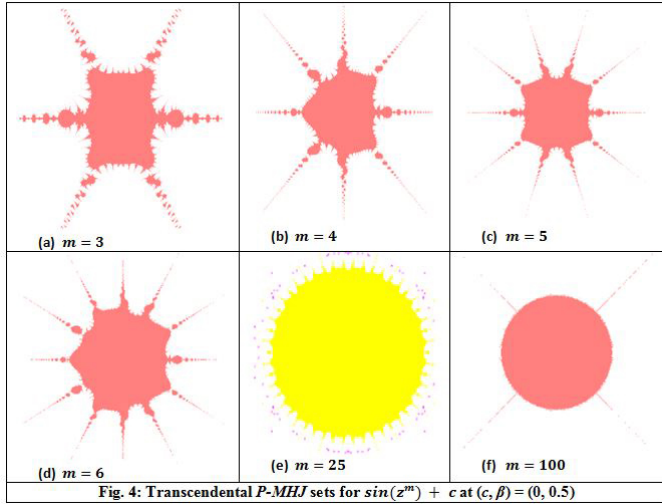 (a) m = 3
(b) m = 4
(c) m = 5
(d) m = 6
(e) m = 25
(f) m = 100
Fig. 4: Transcendental P-MHJ sets for sin(z^m) + c at (c, β) = (0, 0.5)